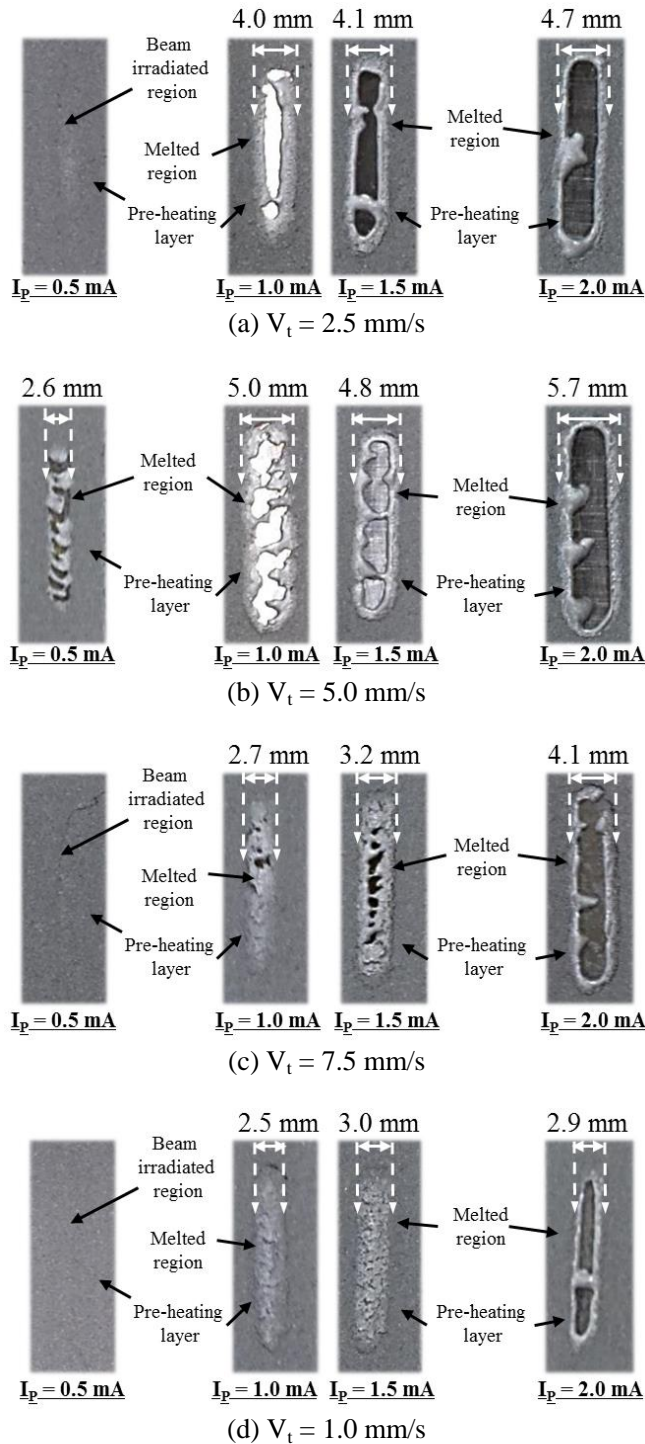 4.0 mm 4.1 mm 4.7 mm
Beam
irradiated
region
Melted
region
Pre-heating
layer
Melted
region
Pre-heating
layer
I_P = 0.5 mA I_P = 1.0 mA I_P = 1.5 mA I_P = 2.0 mA
(a) V_t = 2.5 mm/s
2.6 mm 5.0 mm 4.8 mm 5.7 mm
Melted
region
Pre-heating
layer
Melted
region
Pre-heating
layer
I_P = 0.5 mA I_P = 1.0 mA I_P = 1.5 mA I_P = 2.0 mA
(b) V_t = 5.0 mm/s
2.7 mm 3.2 mm 4.1 mm
Beam
irradiated
region
Melted
region
Pre-heating
layer
Melted
region
Pre-heating
layer
I_P = 0.5 mA I_P = 1.0 mA I_P = 1.5 mA I_P = 2.0 mA
(c) V_t = 7.5 mm/s
2.5 mm 3.0 mm 2.9 mm
Beam
irradiated
region
Melted
region
Pre-heating
layer
Melted
region
Pre-heating
layer
I_P = 0.5 mA I_P = 1.0 mA I_P = 1.5 mA I_P = 2.0 mA
(d) V_t = 1.0 mm/s